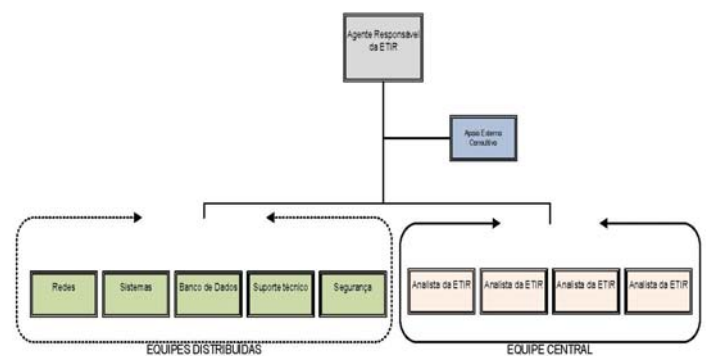 Agente Responsável
da ETIR
Apoio Externo
Consultivo
Redes
Sistemas
Banco de Dados
Suporte técnico
Segurança
Analista da ETIR
Analista da ETIR
Analista da ETIR
Analista da ETIR
EQUIPES DISTRIBUÍDAS
EQUIPE CENTRAL